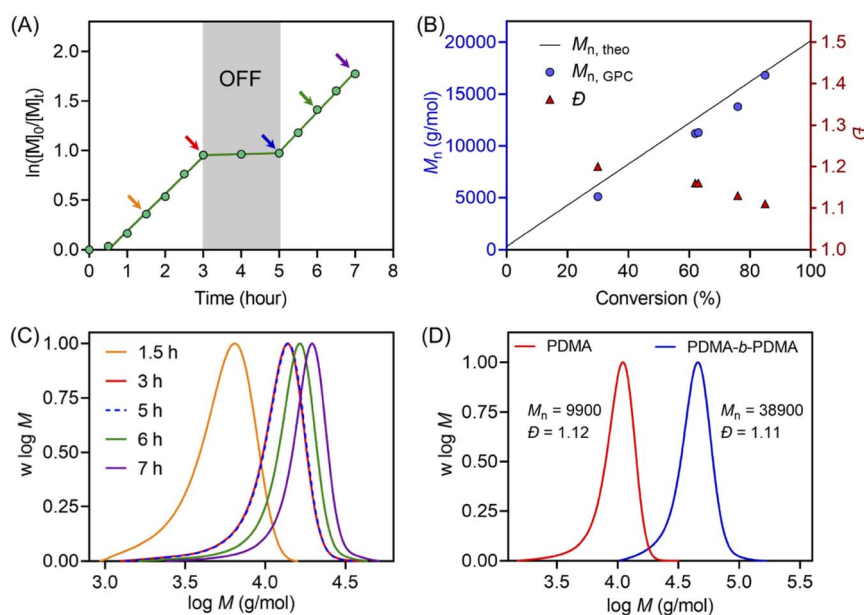 (A)
ln([M]0/[M]t)
2.0
1.5
1.0
0.5
0.0
OFF
0 1 2 3 4 5 6 7 8
Time (hour)
(B)
Mn (g/mol)
20000
15000
10000
5000
0
Mn, theo
Mn, GPC
Đ
1.5
1.4
1.3
1.2
1.1
1.0
Đ
0 20 40 60 80 100
Conversion (%)
(C)
w log M
1.00
0.75
0.50
0.25
0.00
1.5 h
3 h
5 h
6 h
7 h
3.0 3.5 4.0 4.5
log M (g/mol)
(D)
w log M
1.00
0.75
0.50
0.25
0.00
PDMA
PDMA-b-PDMA
Mn = 9900
Đ = 1.12
Mn = 38900
Đ = 1.11
3.5 4.0 4.5 5.0 5.5
log M (g/mol)